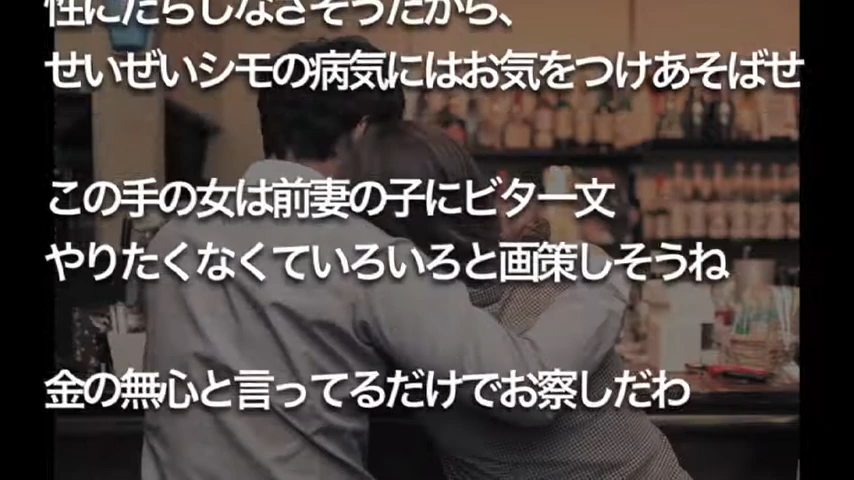 性にだらしなさそうだから、
せいぜいシモの病気にはお気をつけあそばせ
この手の女は前妻の子にビタ一文
やりたくなくていろいろと画策しそうね
金の無心と言ってるだけでお察しだわ